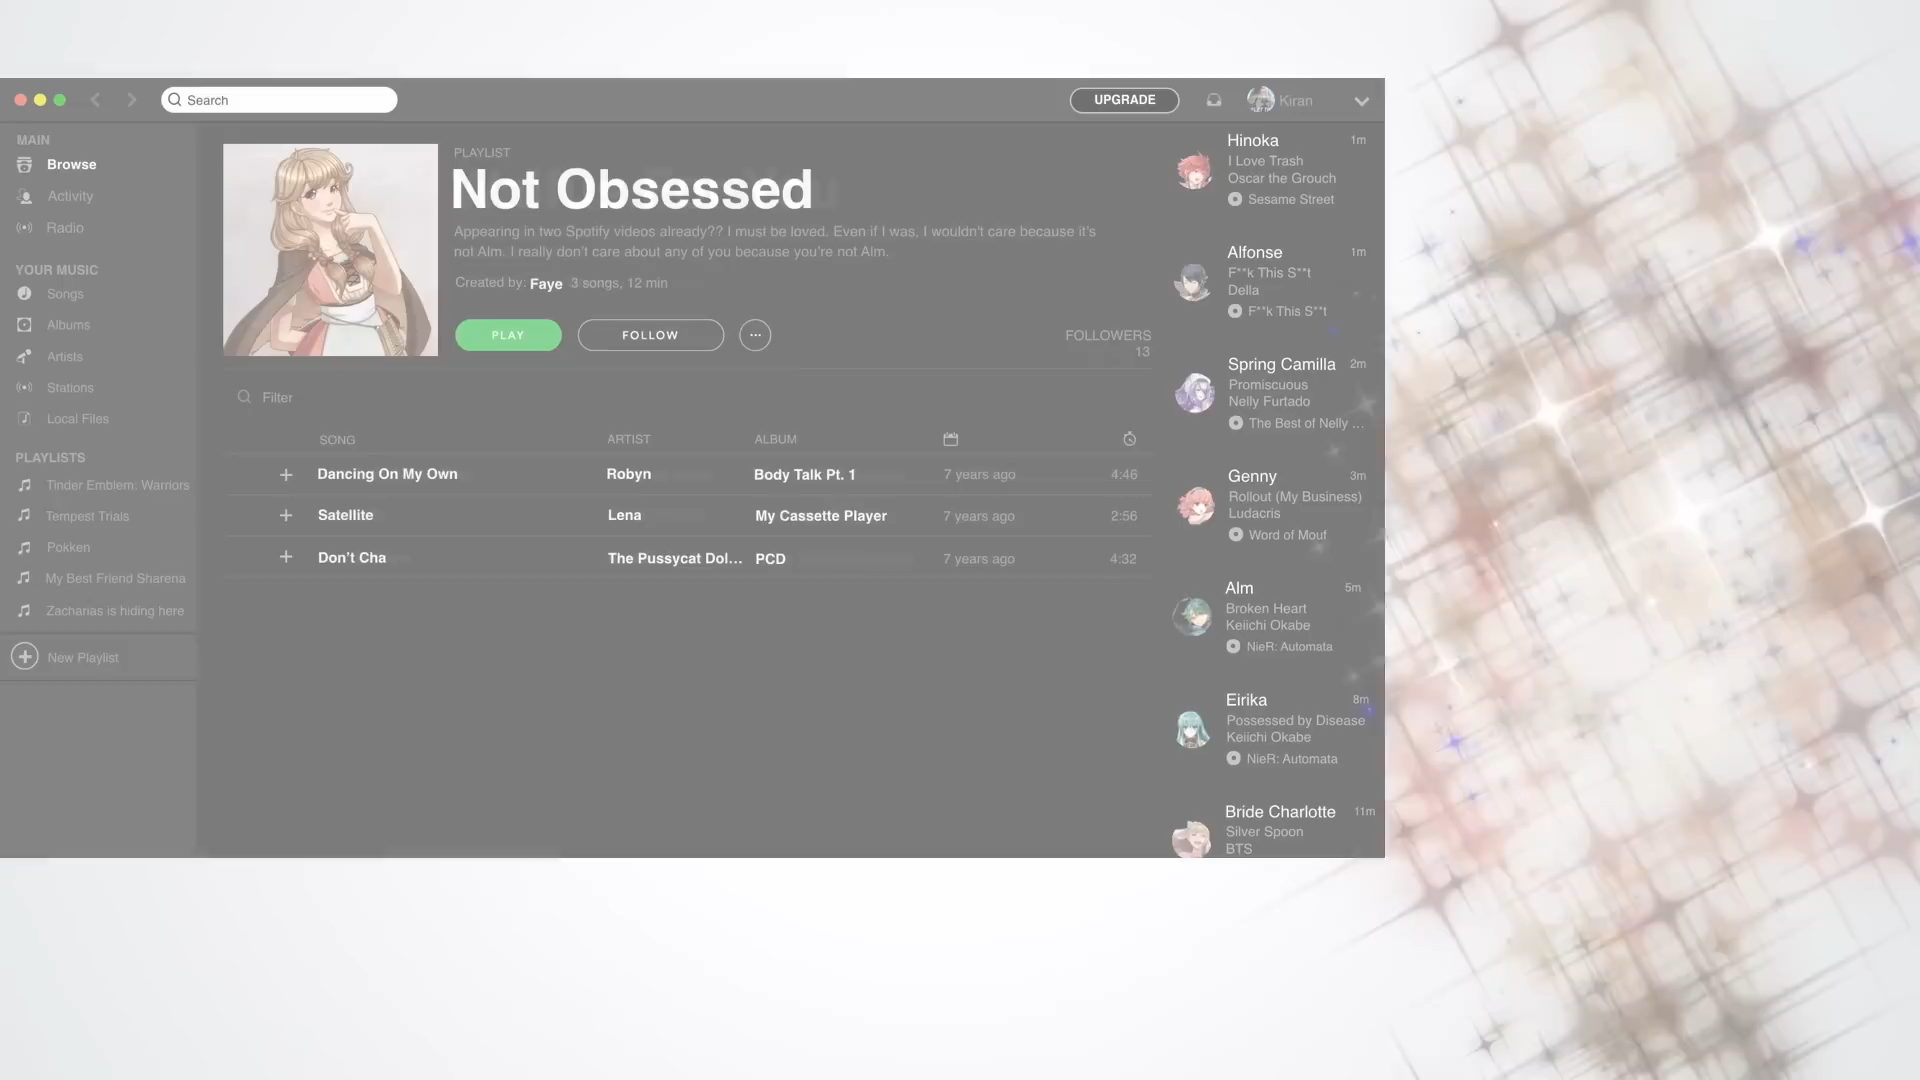 Search
UPGRADE
Kiran
MAIN
Browse
Activity
Radio
YOUR MUSIC
Songs
Albums
Artists
Stations
Local Files
PLAYLISTS
Tinder Emblem: Warriors
Tempest Trials
Pokken
My Best Friend Sharena
Zacharias is hiding here
New Playlist
PLAYLIST
Not Obsessed
Appearing in two Spotify videos already?? I must be loved. Even if I was, I wouldn't care because it's
not Alm. I really don't care about any of you because you're not Alm.
Created by: Faye 3 songs, 12 min
PLAY
FOLLOW
FOLLOWERS
13
Filter
SONG ARTIST ALBUM
Dancing On My Own Robyn Body Talk Pt. 1 7 years ago 4:46
Satellite Lena My Cassette Player 7 years ago 2:56
Don't Cha The Pussycat Dol... PCD 7 years ago 4:32
Hinoka 1m
I Love Trash
Oscar the Grouch
Sesame Street
Alfonse 1m
F**k This S**t
Della
F**k This S**t
Spring Camilla 2m
Promiscuous
Nelly Furtado
The Best of Nelly ...
Genny 3m
Rollout (My Business)
Ludacris
Word of Mouf
Alm 5m
Broken Heart
Keiichi Okabe
NieR: Automata
Eirika 8m
Possessed by Disease
Keiichi Okabe
NieR: Automata
Bride Charlotte 11m
Silver Spoon
BTS